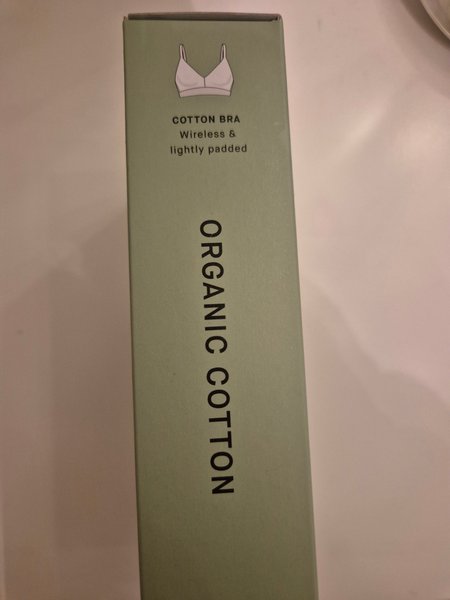 COTTON BRA
Wireless &
lightly padded
ORGANIC COTTON